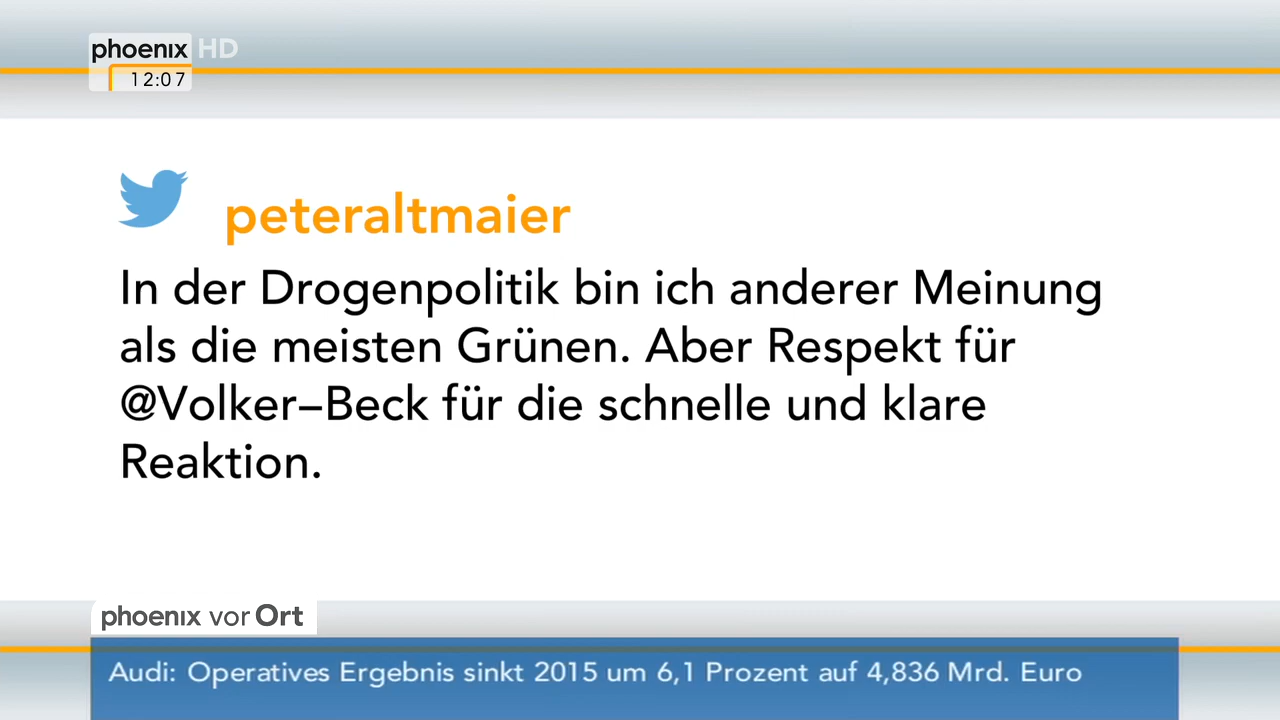 phoenix HD
12:07
peteraltmaier
In der Drogenpolitik bin ich anderer Meinung
als die meisten Grünen. Aber Respekt für
@Volker–Beck für die schnelle und klare
Reaktion.
phoenix vor Ort
Audi: Operatives Ergebnis sinkt 2015 um 6,1 Prozent auf 4,836 Mrd. Euro